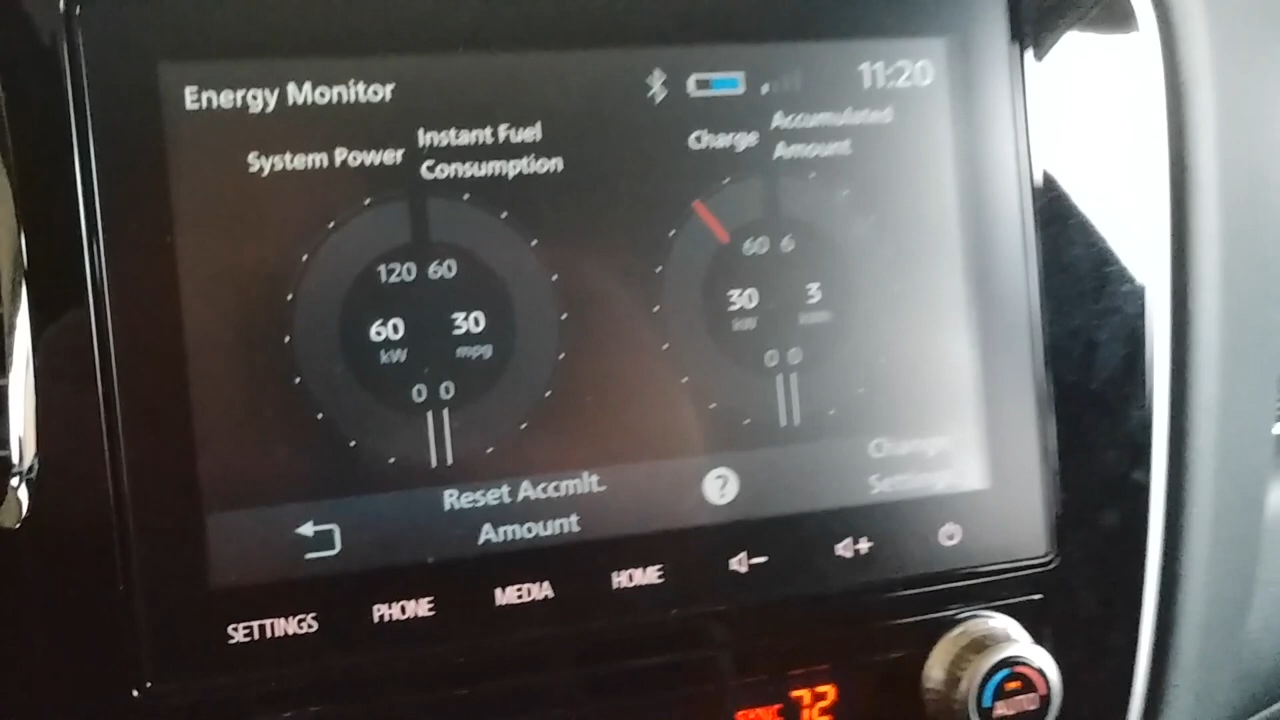 Energy Monitor
11:20
System Power
Instant Fuel
Consumption
Charge
Accumulated
Amount
120 60
60 30
kW mpg
0 0
60 6
30 3
kW
0 0
Reset Accmlt.
Amount
?
Change
Settings
SETTINGS PHONE MEDIA HOME
SYNC 72
AUTO